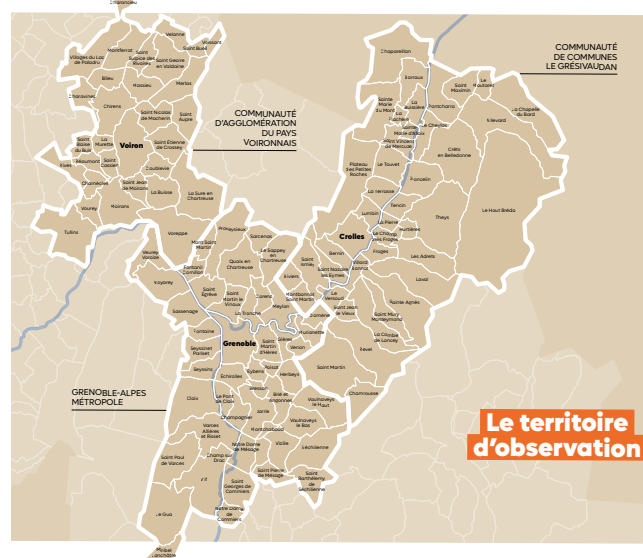 Charancieu
Velanne
Voissant
Saint Bueil
Montferrat
Saint
Sulpice des
Rivoires
Saint Geoire
en Valdaine
Villages du Lac
de Paladru
Bilieu
Massieu
Merlas
Charavines
Chirens
Saint Nicolas
de Macherin
Saint
Aupre
Saint
Blaise
du Buis
La
Murette
Voiron
Saint Étienne
de Crossey
Réaumont
Saint
Cassien
Coublevie
Rives
Charnècles
Saint Jean
de Moirans
La Buisse
La Sure en
Chartreuse
Vourey
Moirans
Tullins
Voreppe
COMMUNAUTÉ
D'AGGLOMÉRATION
DU PAYS
VOIRONNAIS
Chapareillan
COMMUNAUTÉ
DE COMMUNES
LE GRÉSIVAUDAN
Barraux
Saint
Maximin
Le
Moutaret
Sainte
Marie
du Mont
La
Buissière
Pontcharra
La Chapelle
du Bard
La
Flachère
Sainte
Marie d'Alloix
Le Cheylas
Allevard
Saint Vincent
de Mercuze
Crêts
en Belledonne
Plateau
des Petites
Roches
Le Touvet
Goncelin
La Terrasse
Tencin
Theys
Le Haut Bréda
Lumbin
La Pierre
Hurtières
Crolles
Le Champ
près Froges
Froges
Bernin
Villard
Bonnot
Les Adrets
Saint
Ismier
Saint Nazaire
les Eymes
Laval
Biviers
Montbonnot
Saint Martin
Le
Versoud
Sainte Agnès
Saint Jean
le Vieux
Saint Mury
Monteymond
La Combe
de Lancey
Revel
Saint Martin
Chamrousse
Proveysieux
Sarcenas
Mont Saint
Martin
Le Sappey
en
Chartreuse
Quaix en
Chartreuse
Veurey
Voroize
Fontanil
Cornillon
Noyarey
Saint
Égrève
Saint
Martin le
Vinoux
Corenc
Meylan
Sassenage
La Tronche
Domène
Murianette
Fontaine
Grenoble
Saint
Martin
d'Hères
Gières
Venon
Seyssinet
Pariset
Poisat
Seyssins
Échirolles
Eybens
Herbeys
Bresson
Claix
Le Pont
de Claix
Brié et
Angonnes
Vaulnaveys
le Haut
Champagnier
Jarrie
Vaulnaveys
le Bas
Varces
Allières
et Risset
Montchaboud
Notre Dame
de Mésage
Vizille
Séchilienne
Saint Paul
de Varces
Champ sur
Drac
Saint Pierre
de Mésage
Saint
Barthélemy
de
Séchilienne
Vif
Saint
Georges de
Commiers
Le Gua
Notre Dame
de
Commiers
Miribel
Lanchâtre
GRENOBLE-ALPES
MÉTROPOLE
Le territoire
d'observation